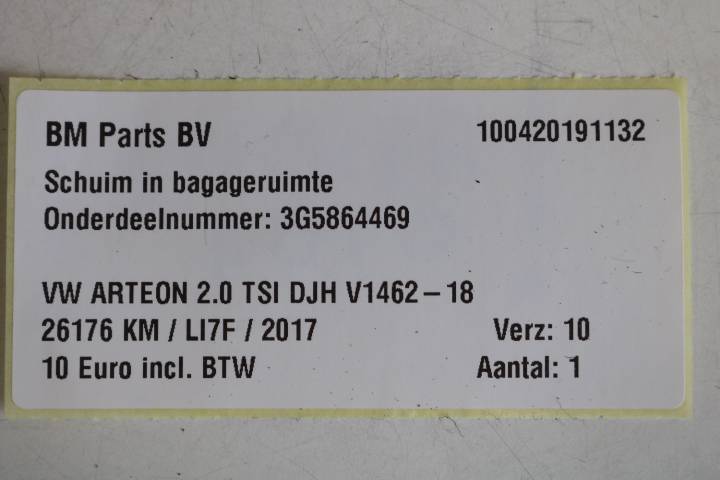 BM Parts BV 100420191132
Schuim in bagageruimte
Onderdeelnummer: 3G5864469
VW ARTEON 2.0 TSI DJH V1462-18
26176 KM / LI7F / 2017 Verz: 10
10 Euro incl. BTW Aantal: 1